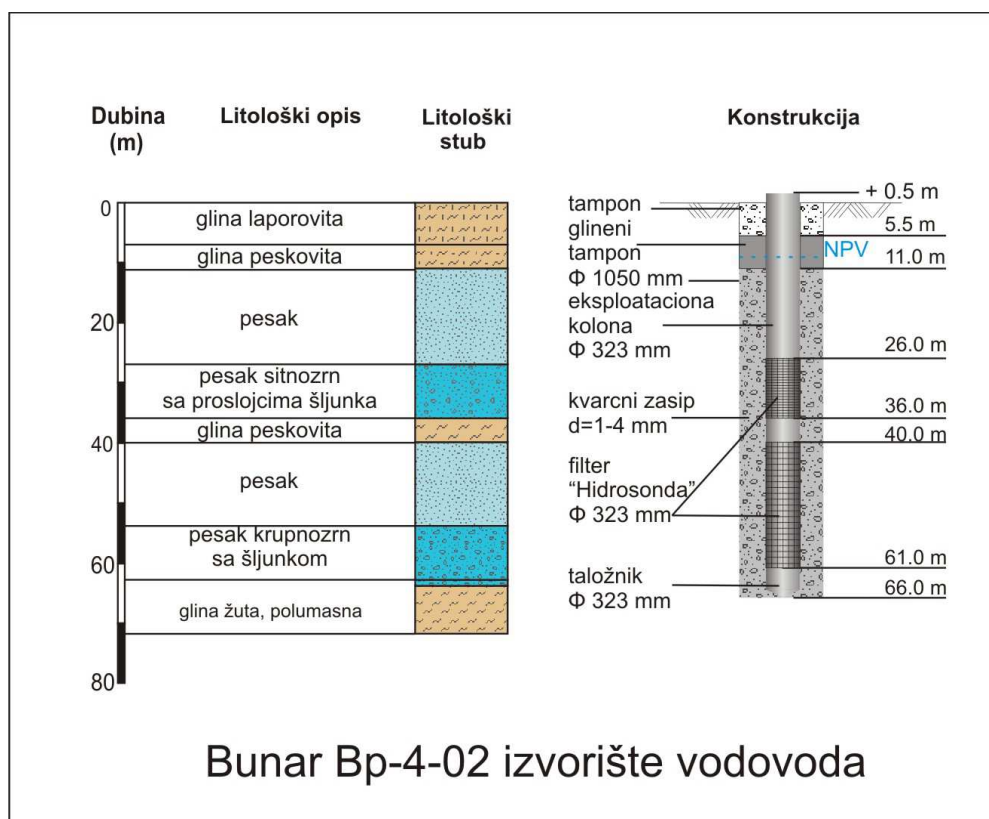 Dubina
(m)
Litološki opis
Litološki
stub
Konstrukcija
0
20
40
60
80
glina laporovita
glina peskovita
pesak
pesak sitnozrn
sa proslojcima šljunka
glina peskovita
pesak
pesak krupnozrn
sa šljunkom
glina žuta, polumasna
tampon
glineni
tampon
Φ 1050 mm
eksploataciona
kolona
Φ 323 mm
kvarcni zasip
d=1-4 mm
filter
“Hidrosonda”
Φ 323 mm
taložnik
Φ 323 mm
+ 0.5 m
5.5 m
NPV
11.0 m
26.0 m
36.0 m
40.0 m
61.0 m
66.0 m
Bunar Bp-4-02 izvorište vodovoda